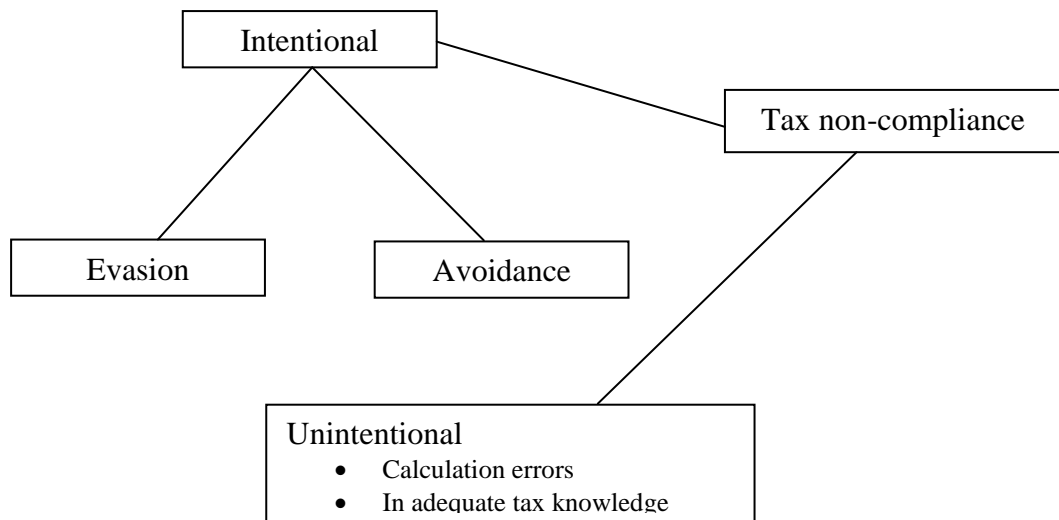 Intentional
Tax non-compliance
Evasion
Avoidance
Unintentional
• Calculation errors
• In adequate tax knowledge